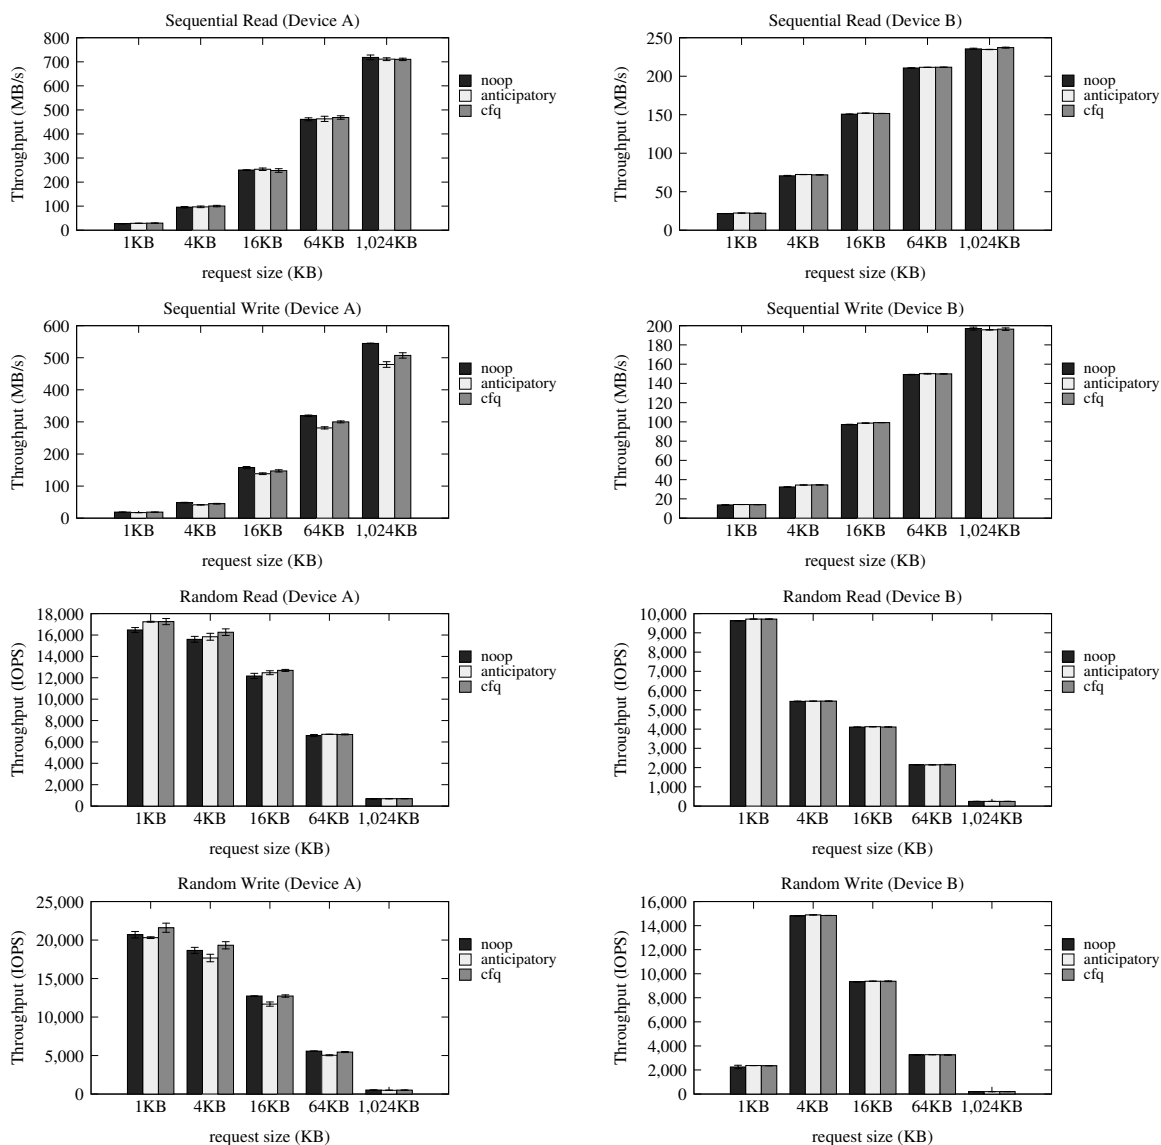 Sequential Read (Device A)
Throughput (MB/s)
800
700
600
500
400
300
200
100
0
1KB 4KB 16KB 64KB 1,024KB
request size (KB)
noop
anticipatory
cfq
Sequential Read (Device B)
Throughput (MB/s)
250
200
150
100
50
0
1KB 4KB 16KB 64KB 1,024KB
request size (KB)
noop
anticipatory
cfq
Sequential Write (Device A)
Throughput (MB/s)
600
500
400
300
200
100
0
1KB 4KB 16KB 64KB 1,024KB
request size (KB)
noop
anticipatory
cfq
Sequential Write (Device B)
Throughput (MB/s)
200
180
160
140
120
100
80
60
40
20
0
1KB 4KB 16KB 64KB 1,024KB
request size (KB)
noop
anticipatory
cfq
Random Read (Device A)
Throughput (IOPS)
18,000
16,000
14,000
12,000
10,000
8,000
6,000
4,000
2,000
0
1KB 4KB 16KB 64KB 1,024KB
request size (KB)
noop
anticipatory
cfq
Random Read (Device B)
Throughput (IOPS)
10,000
9,000
8,000
7,000
6,000
5,000
4,000
3,000
2,000
1,000
0
1KB 4KB 16KB 64KB 1,024KB
request size (KB)
noop
anticipatory
cfq
Random Write (Device A)
Throughput (IOPS)
25,000
20,000
15,000
10,000
5,000
0
1KB 4KB 16KB 64KB 1,024KB
request size (KB)
noop
anticipatory
cfq
Random Write (Device B)
Throughput (IOPS)
16,000
14,000
12,000
10,000
8,000
6,000
4,000
2,000
0
1KB 4KB 16KB 64KB 1,024KB
request size (KB)
noop
anticipatory
cfq